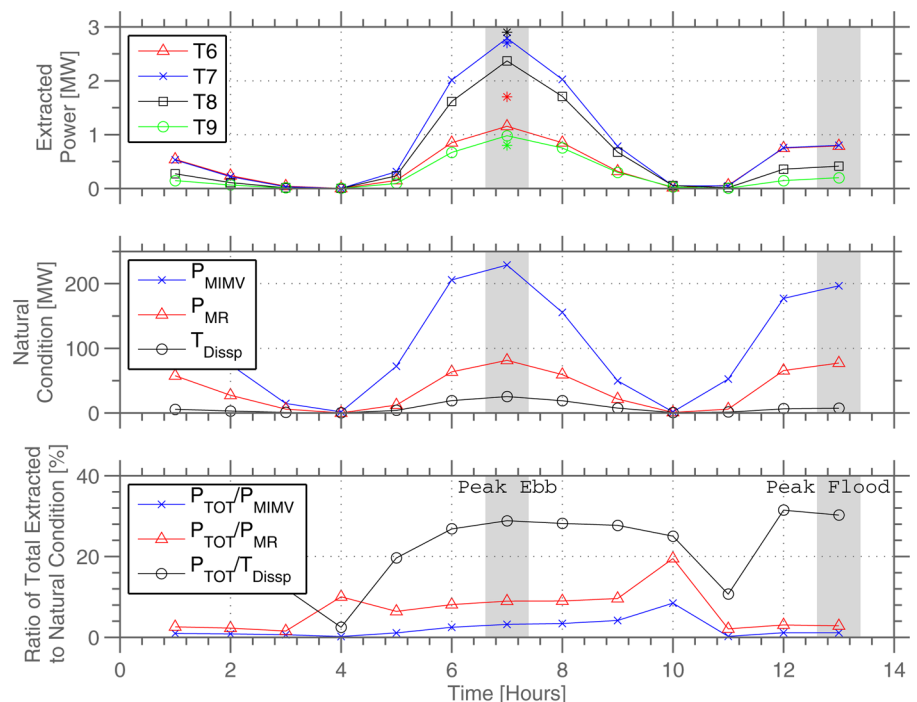 3
2
1
0
Extracted
Power [MW]
T6
T7
T8
T9
200
100
0
Natural
Condition [MW]
P_MIMV
P_MR
T_Dissp
40
20
0
Ratio of Total Extracted
to Natural Condition [%]
P_TOT/P_MIMV
P_TOT/P_MR
P_TOT/T_Dissp
Peak Ebb
Peak Flood
0 2 4 6 8 10 12 14
Time [Hours]